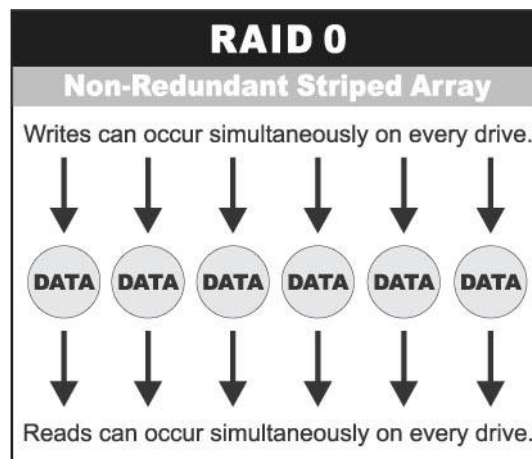 RAID 0
Non-Redundant Striped Array
Writes can occur simultaneously on every drive.
DATA DATA DATA DATA DATA DATA
Reads can occur simultaneously on every drive.